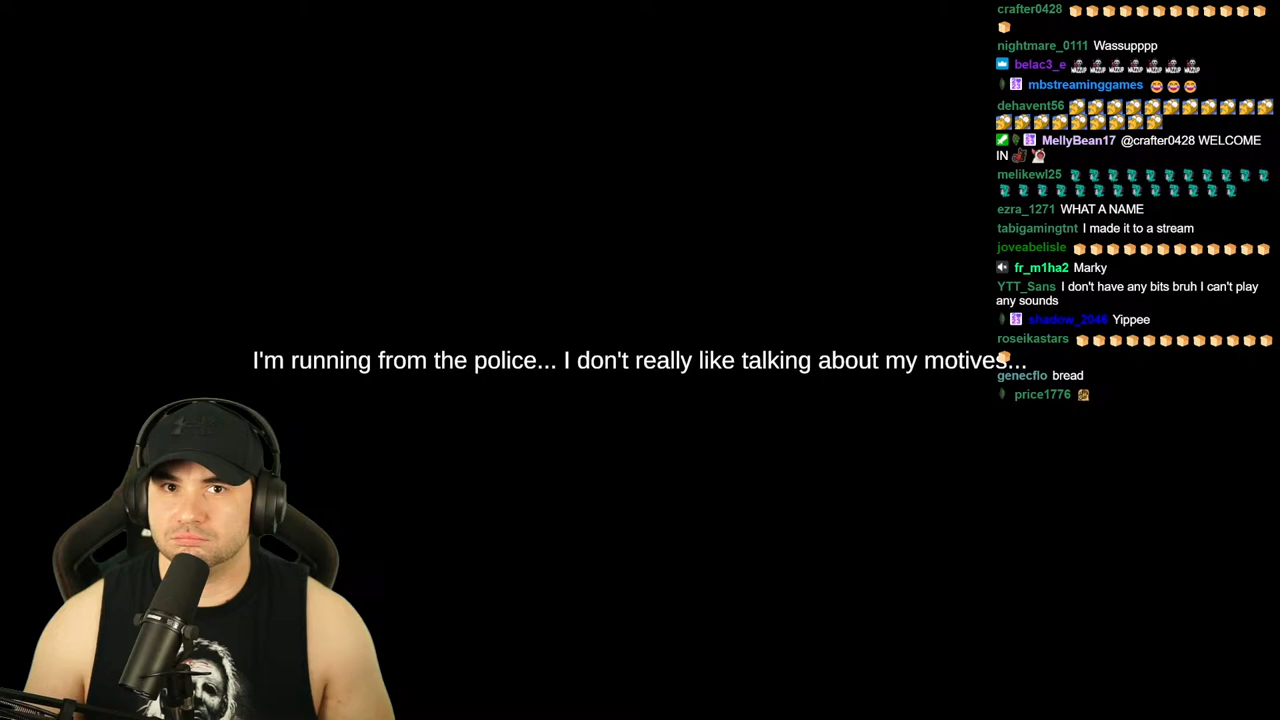 crafter0428
nightmare_0111 Wassupppp
belac3_e
mbstreaminggames
dehavent56
MellyBean17 @crafter0428 WELCOME
IN
melikewl25
ezra_1271 WHAT A NAME
tabigamingtnt I made it to a stream
joveabelisle
fr_m1ha2 Marky
YTT_Sans I don't have any bits bruh I can't play
any sounds
shadow_2046 Yippee
roseikastars
I'm running from the police... I don't really like talking about my motives...
genecflo bread
price1776